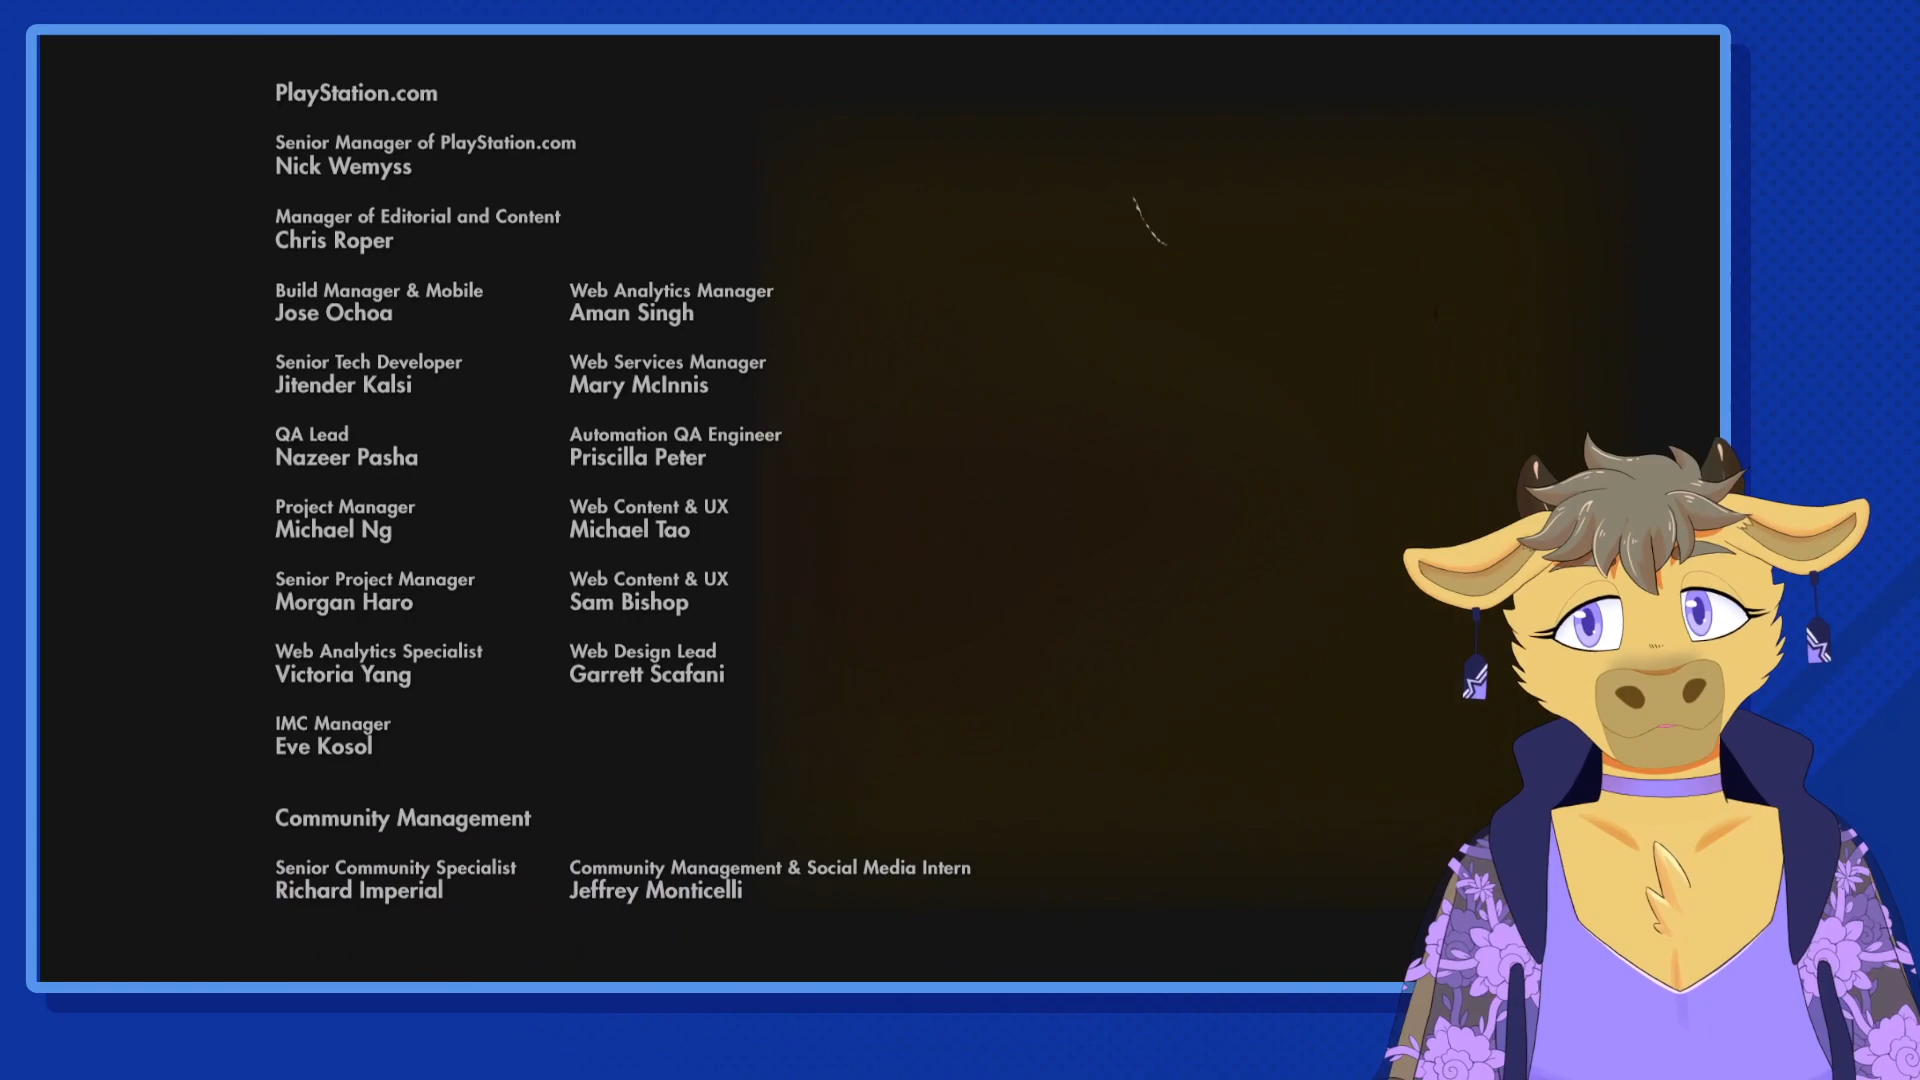 PlayStation.com
Senior Manager of PlayStation.com
Nick Wemyss
Manager of Editorial and Content
Chris Roper
Build Manager & Mobile
Jose Ochoa
Web Analytics Manager
Aman Singh
Senior Tech Developer
Jitender Kalsi
Web Services Manager
Mary McInnis
QA Lead
Nazeer Pasha
Automation QA Engineer
Priscilla Peter
Project Manager
Michael Ng
Web Content & UX
Michael Tao
Senior Project Manager
Morgan Haro
Web Content & UX
Sam Bishop
Web Analytics Specialist
Victoria Yang
Web Design Lead
Garrett Scafani
IMC Manager
Eve Kosol
Community Management
Senior Community Specialist
Richard Imperial
Community Management & Social Media Intern
Jeffrey Monticelli